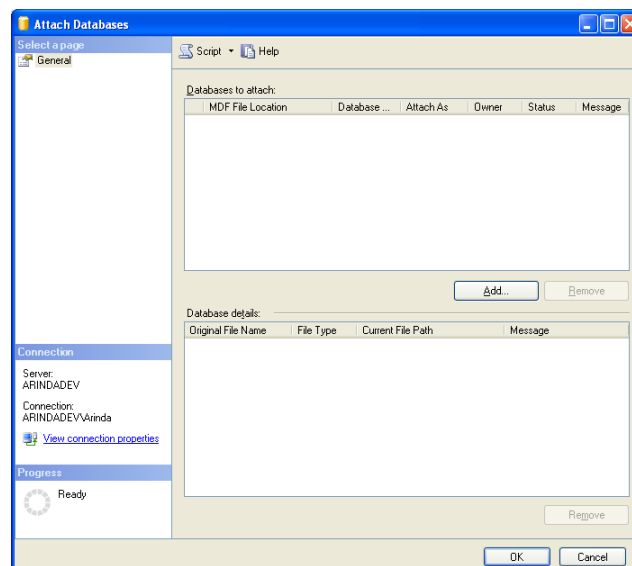 Attach Databases
Select a page
General
Script Help
Databases to attach:
MDF File Location Database ... Attach As Owner Status Message
Add... Remove
Database details:
Original File Name File Type Current File Path Message
Connection
Server:
ARINDADEV
Connection:
ARINDADEV\Arinda
View connection properties
Progress
Ready
Remove
OK Cancel